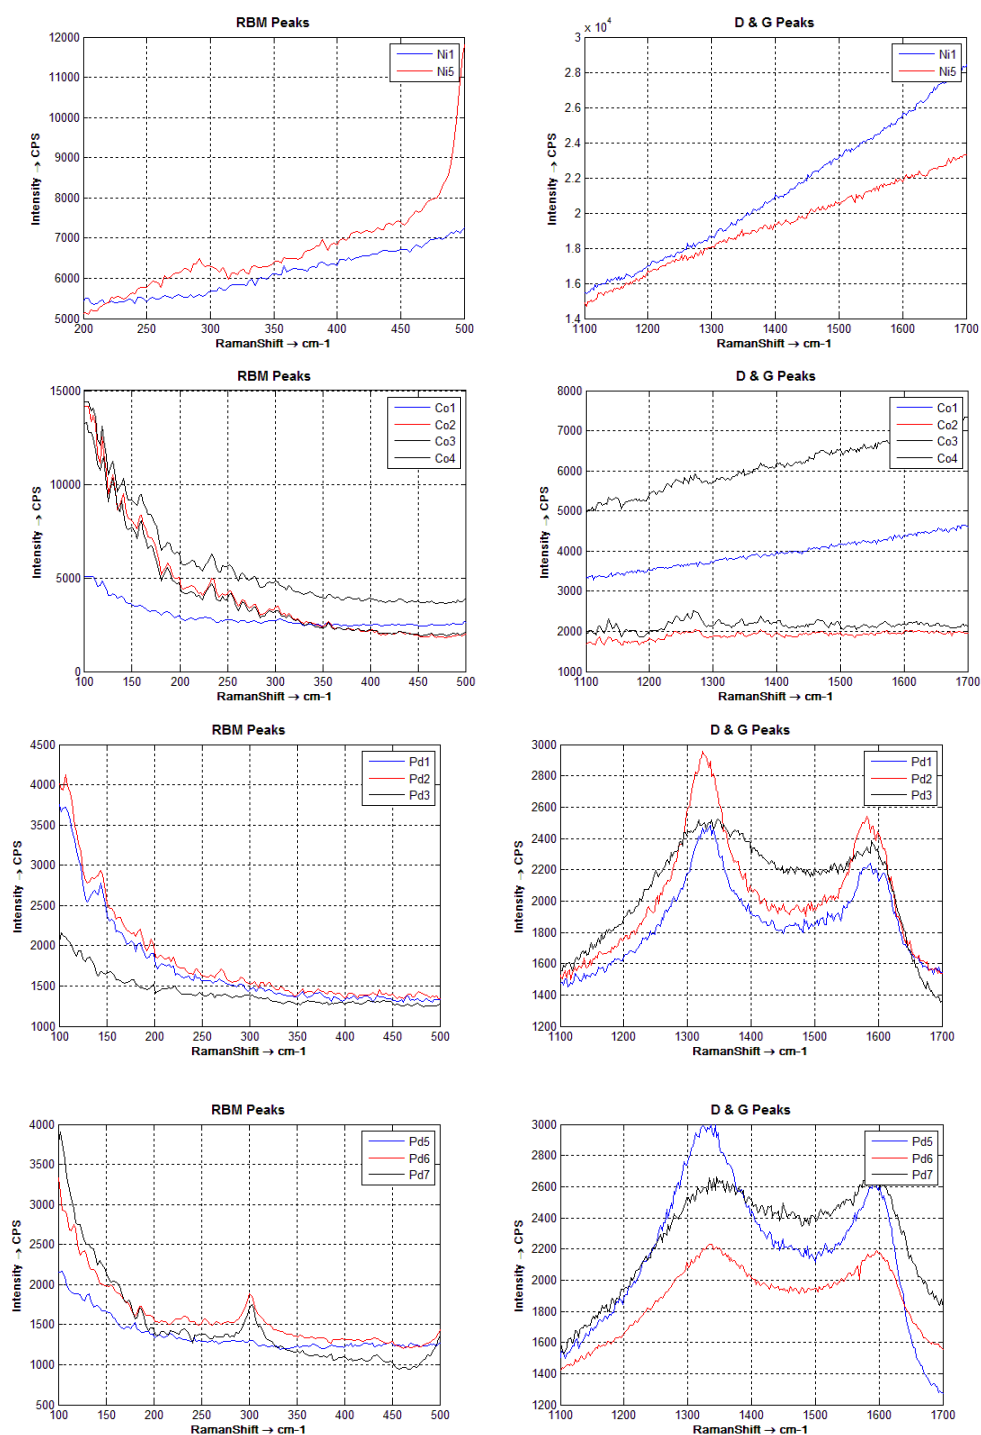 RBM Peaks
12000
11000
10000
9000
8000
7000
6000
5000
200 250 300 350 400 450 500
Intensity → CPS
RamanShift → cm-1
Ni1
Ni5
D & G Peaks
x 10^4
3
2.8
2.6
2.4
2.2
2
1.8
1.6
1.4
1100 1200 1300 1400 1500 1600 1700
Intensity → CPS
RamanShift → cm-1
Ni1
Ni5
RBM Peaks
15000
10000
5000
0
100 150 200 250 300 350 400 450 500
Intensity → CPS
RamanShift → cm-1
Co1
Co2
Co3
Co4
D & G Peaks
8000
7000
6000
5000
4000
3000
2000
1000
1100 1200 1300 1400 1500 1600 1700
Intensity → CPS
RamanShift → cm-1
Co1
Co2
Co3
Co4
RBM Peaks
4500
4000
3500
3000
2500
2000
1500
1000
100 150 200 250 300 350 400 450 500
Intensity → CPS
RamanShift → cm-1
Pd1
Pd2
Pd3
D & G Peaks
3000
2800
2600
2400
2200
2000
1800
1600
1400
1200
1100 1200 1300 1400 1500 1600 1700
Intensity → CPS
RamanShift → cm-1
Pd1
Pd2
Pd3
RBM Peaks
4000
3500
3000
2500
2000
1500
1000
500
100 150 200 250 300 350 400 450 500
Intensity → CPS
RamanShift → cm-1
Pd5
Pd6
Pd7
D & G Peaks
3000
2800
2600
2400
2200
2000
1800
1600
1400
1200
1100 1200 1300 1400 1500 1600 1700
Intensity → CPS
RamanShift → cm-1
Pd5
Pd6
Pd7